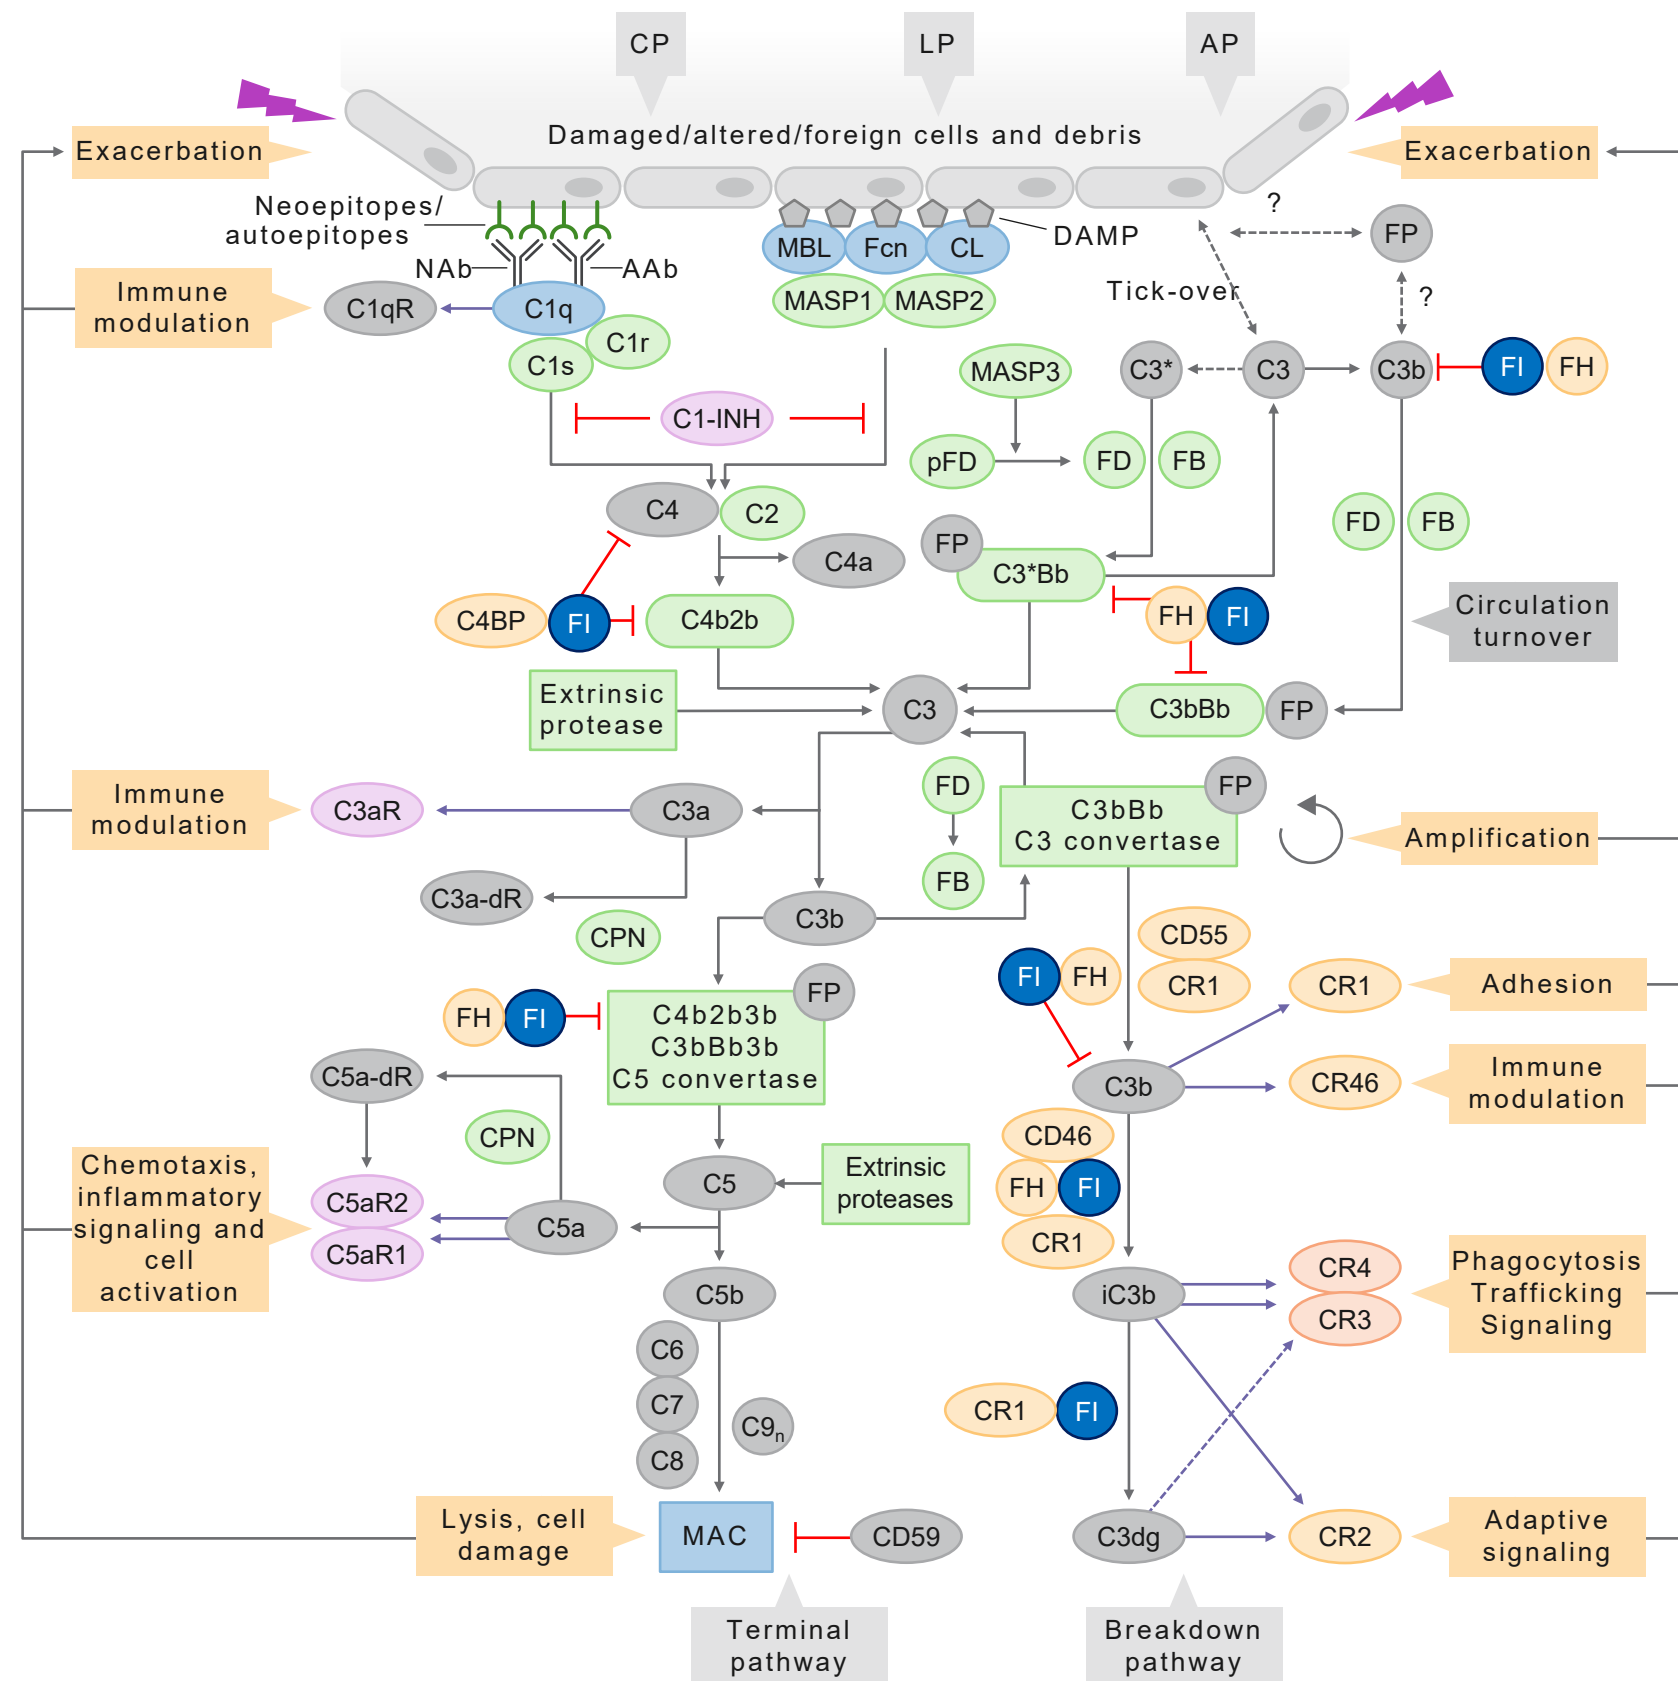 CP
LP
AP
Damaged/altered/foreign cells and debris
Exacerbation
Exacerbation
Neoepitopes/
autoepitopes
NAb
AAb
DAMP
MBL
Fcn
CL
MASP1
MASP2
?
FP
?
Tick-over
Immune
modulation
C1qR
C1q
C1r
C1s
C1-INH
MASP3
C3*
C3
C3b
FI
FH
pFD
FD
FB
FD
FB
C4
C2
C4a
FP
C3*Bb
C4BP
FI
C4b2b
FH
FI
Circulation
turnover
Extrinsic
protease
C3
C3bBb
FP
Immune
modulation
C3aR
C3a
FD
FB
FP
C3bBb
C3 convertase
Amplification
C3a-dR
CPN
C3b
CD55
CR1
FI
FH
CR1
Adhesion
FH
FI
FP
C4b2b3b
C3bBb3b
C5 convertase
C3b
CR46
Immune
modulation
C5a-dR
CPN
CD46
FH
FI
CR1
C5
Extrinsic
proteases
Chemotaxis,
inflammatory
signaling and
cell
activation
C5aR2
C5aR1
C5a
C5b
iC3b
CR4
CR3
Phagocytosis
Trafficking
Signaling
C6
C7
C8
C9n
CR1
FI
Lysis, cell
damage
MAC
CD59
C3dg
CR2
Adaptive
signaling
Terminal
pathway
Breakdown
pathway